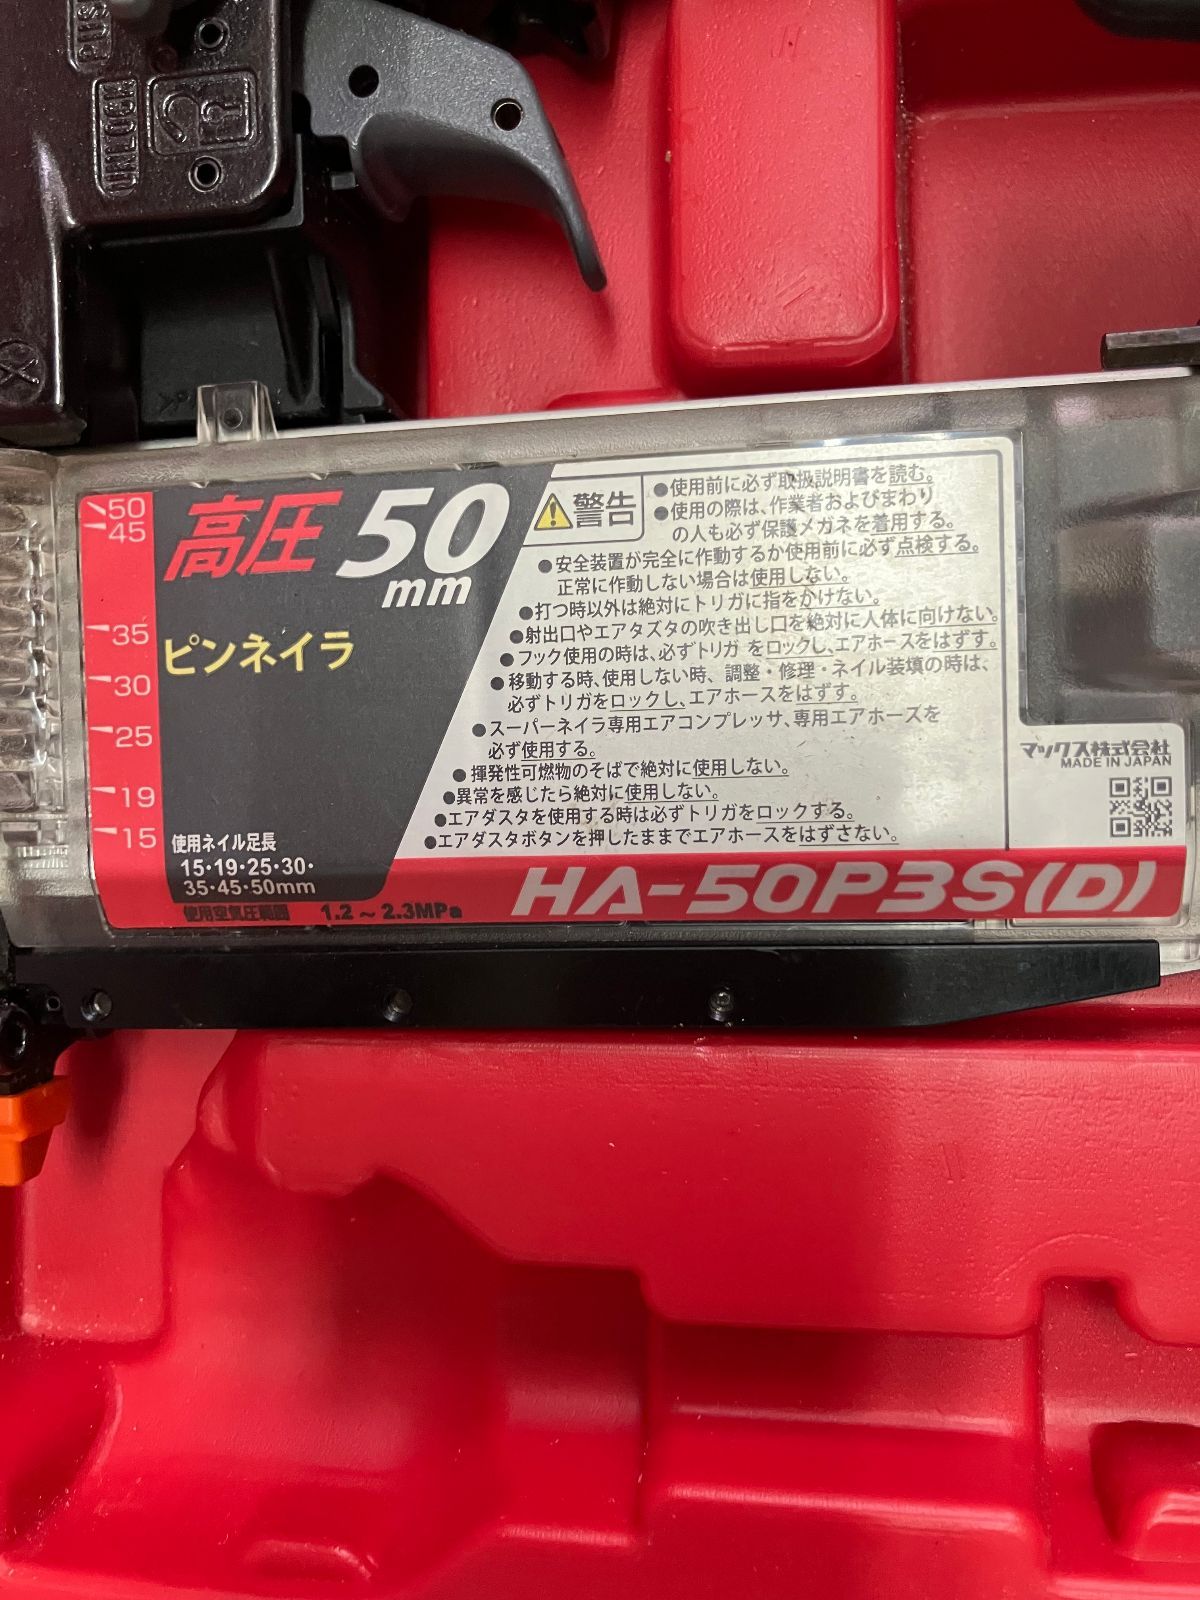 PUSH
UNLOCK
50
45
35
30
25
19
15
高圧 50
mm
ピンネイラ
使用ネイル足長
15・19・25・30・
35・45・50mm
使用空気圧範囲 1.2～2.3MPa
警告
●使用前に必ず取扱説明書を読む。
●使用の際は、作業者およびまわり
の人も必ず保護メガネを着用する。
●安全装置が完全に作動するか使用前に必ず点検する。
正常に作動しない場合は使用しない。
●打つ時以外は絶対にトリガに指をかけない。
●射出口やエアダスタの吹き出し口を絶対に人体に向けない。
●フック使用の時は、必ずトリガをロックし、エアホースをはずす。
●移動する時、使用しない時、調整・修理・ネイル装填の時は、
必ずトリガをロックし、エアホースをはずす。
●スーパーネイラ専用エアコンプレッサ、専用エアホースを
必ず使用する。
●揮発性可燃物のそばで絶対に使用しない。
●異常を感じたら絶対に使用しない。
●エアダスタを使用する時は必ずトリガをロックする。
●エアダスタボタンを押したままでエアホースをはずさない。
マックス株式会社
MADE IN JAPAN
HA-50P3S(D)